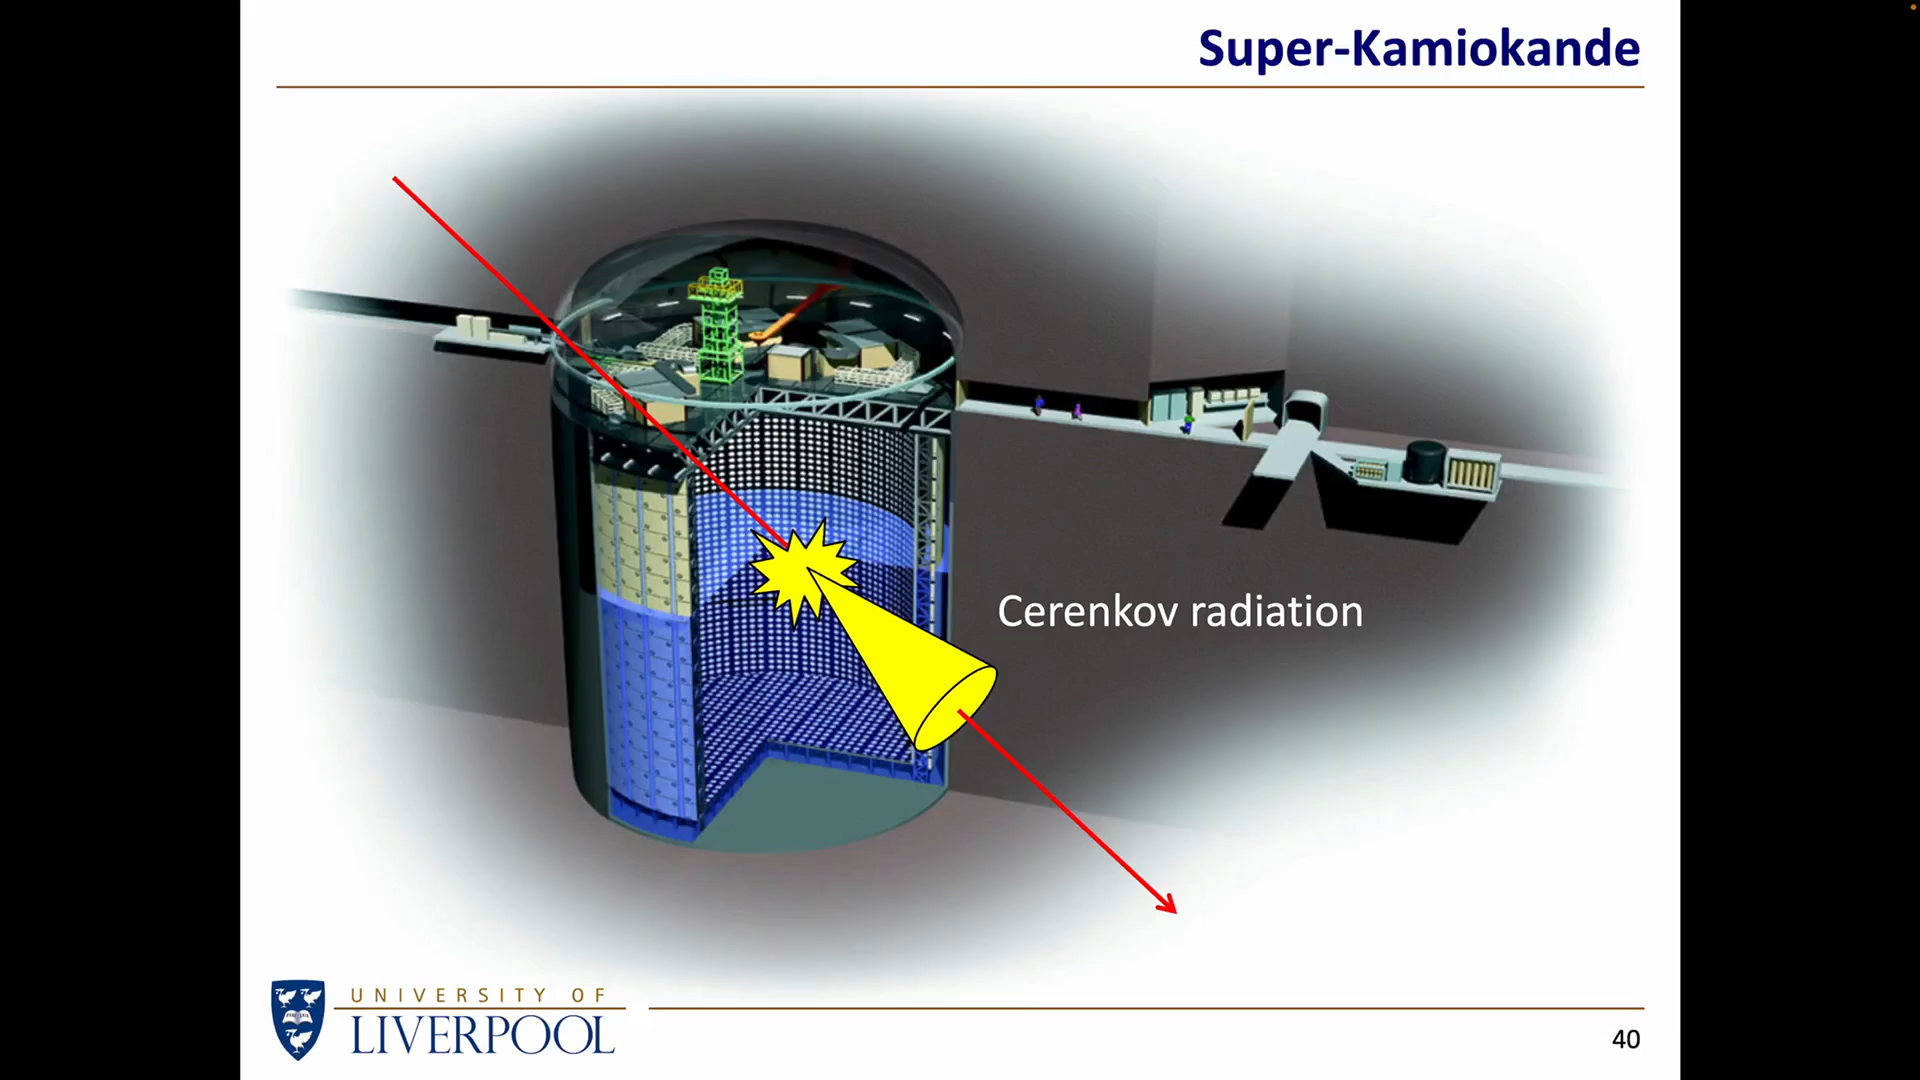 Super-Kamiokande
Cerenkov radiation
UNIVERSITY OF
LIVERPOOL
40